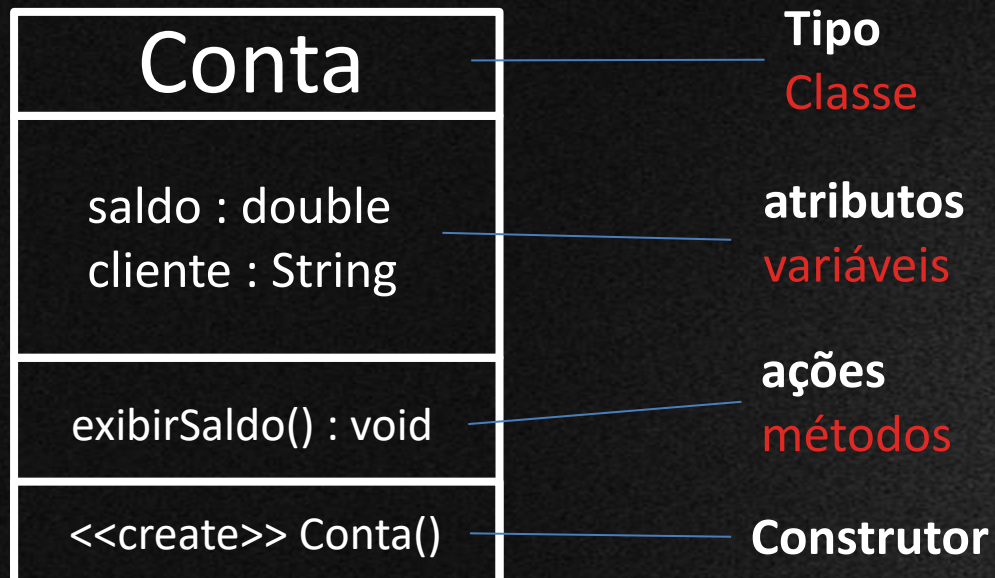 Conta
Tipo
Classe
saldo : double
cliente : String
atributos
variáveis
exibirSaldo() : void
ações
métodos
<<create>> Conta()
Construtor